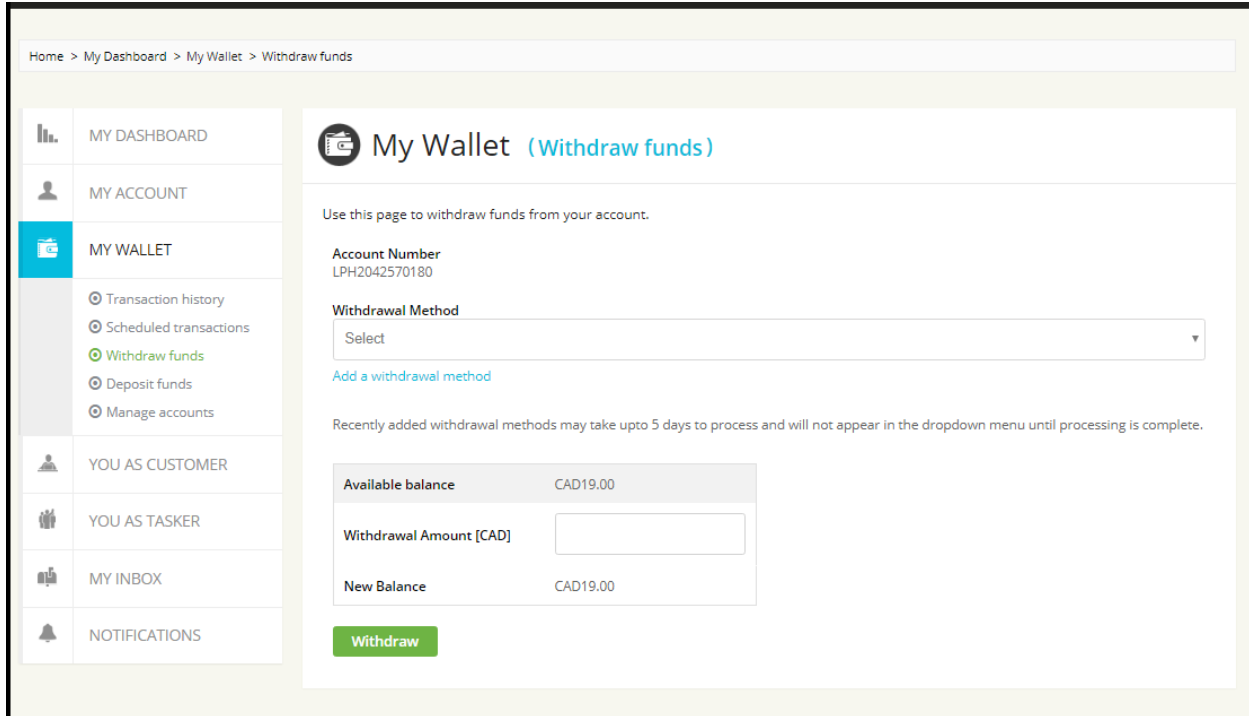 Home > My Dashboard > My Wallet > Withdraw funds
MY DASHBOARD
MY ACCOUNT
MY WALLET
Transaction history
Scheduled transactions
Withdraw funds
Deposit funds
Manage accounts
YOU AS CUSTOMER
YOU AS TASKER
MY INBOX
NOTIFICATIONS
My Wallet (Withdraw funds)
Use this page to withdraw funds from your account.
Account Number
LPH2042570180
Withdrawal Method
Select
Add a withdrawal method
Recently added withdrawal methods may take upto 5 days to process and will not appear in the dropdown menu until processing is complete.
Available balance CAD19.00
Withdrawal Amount [CAD]
New Balance CAD19.00
Withdraw